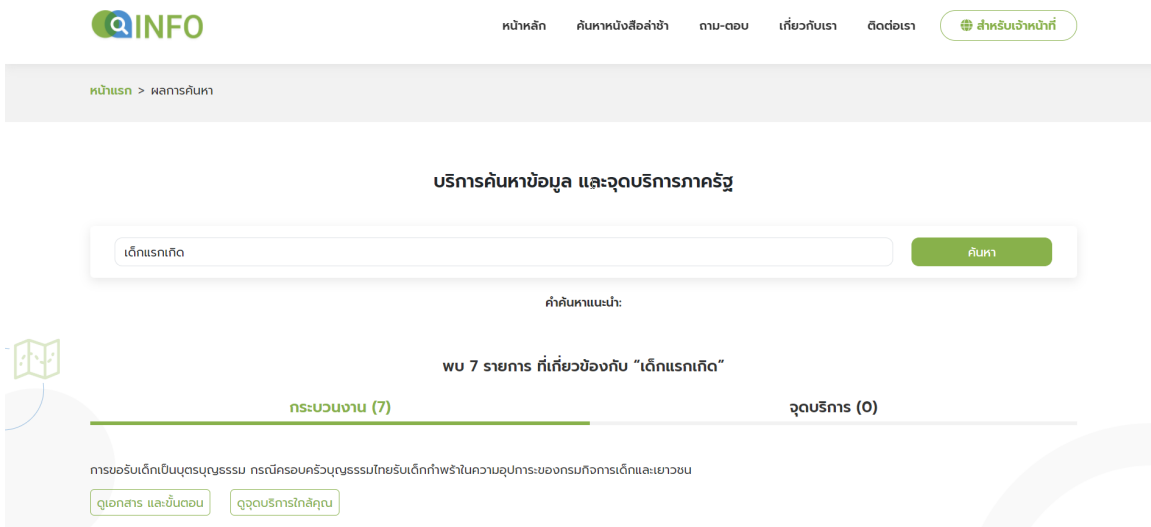 INFO
หน้าหลัก ค้นหาหนังสือล่าช้า ถาม-ตอบ เกี่ยวกับเรา ติดต่อเรา สำหรับเจ้าหน้าที่
หน้าแรก > ผลการค้นหา
บริการค้นหาข้อมูล และจุดบริการภาครัฐ
เด็กแรกเกิด ค้นหา
คำค้นหาแนะนำ:
พบ 7 รายการ ที่เกี่ยวข้องกับ “เด็กแรกเกิด”
กระบวนงาน (7) จุดบริการ (0)
การขอรับเด็กเป็นบุตรบุญธรรม กรณีครอบครัวบุญธรรมไทยรับเด็กกำพร้าในความอุปการะของกรมกิจการเด็กและเยาวชน
ดูเอกสาร และขั้นตอน ดูจุดบริการใกล้คุณ